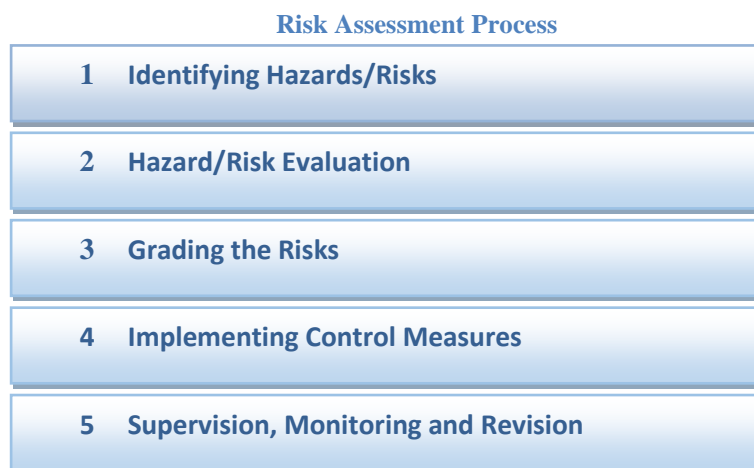 Risk Assessment Process
1 Identifying Hazards/Risks
2 Hazard/Risk Evaluation
3 Grading the Risks
4 Implementing Control Measures
5 Supervision, Monitoring and Revision